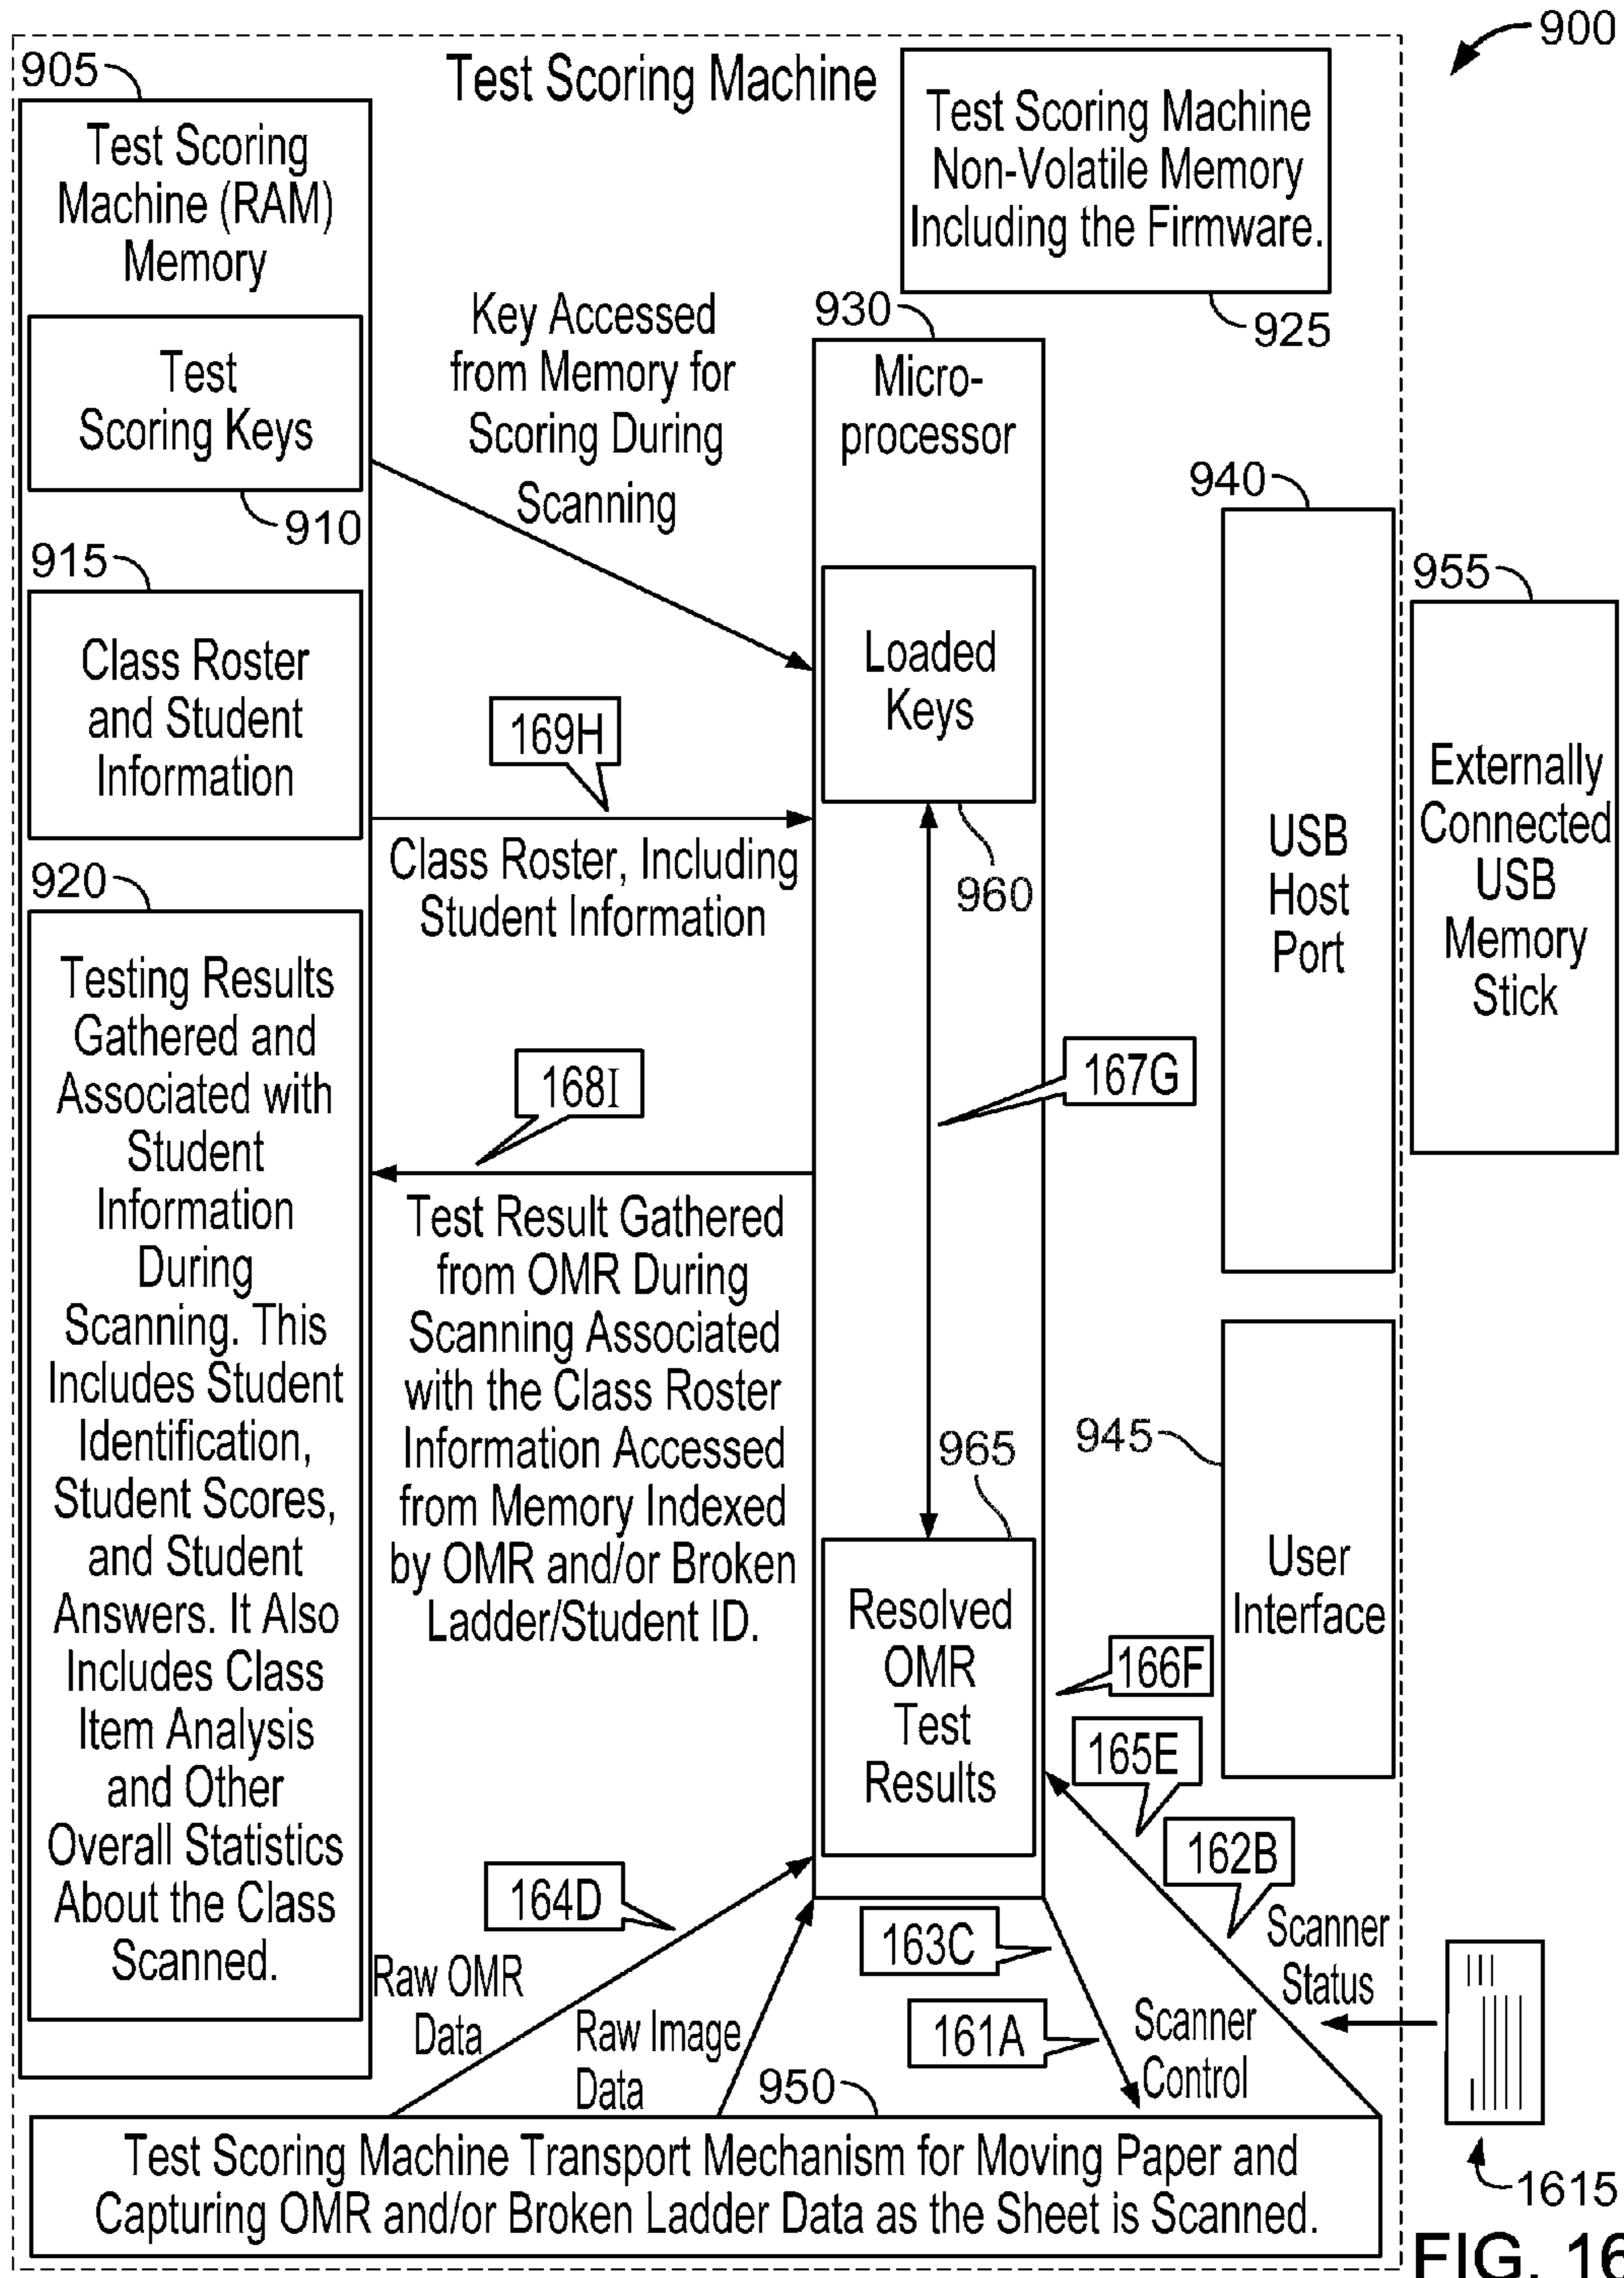 900
905
Test Scoring Machine
Test Scoring
Machine (RAM)
Memory
Test
Scoring Keys
910
915
Class Roster
and Student
Information
920
Testing Results
Gathered and
Associated with
Student
Information
During
Scanning. This
Includes Student
Identification,
Student Scores,
and Student
Answers. It Also
Includes Class
Item Analysis
and Other
Overall Statistics
About the Class
Scanned.
Key Accessed
from Memory for
Scoring During
Scanning
169H
Class Roster, Including
Student Information
168I
Test Result Gathered
from OMR During
Scanning Associated
with the Class Roster
Information Accessed
from Memory Indexed
by OMR and/or Broken
Ladder/Student ID.
Test Scoring Machine
Non-Volatile Memory
Including the Firmware.
925
930
Micro-
processor
Loaded
Keys
960
167G
965
Resolved
OMR
Test
Results
940
USB
Host
Port
955
Externally
Connected
USB
Memory
Stick
945
User
Interface
166F
165E
162B
164D
163C
161A
Raw OMR
Data
Raw Image
Data
Scanner
Control
Scanner
Status
950
Test Scoring Machine Transport Mechanism for Moving Paper and
Capturing OMR and/or Broken Ladder Data as the Sheet is Scanned.
1615
FIG. 16